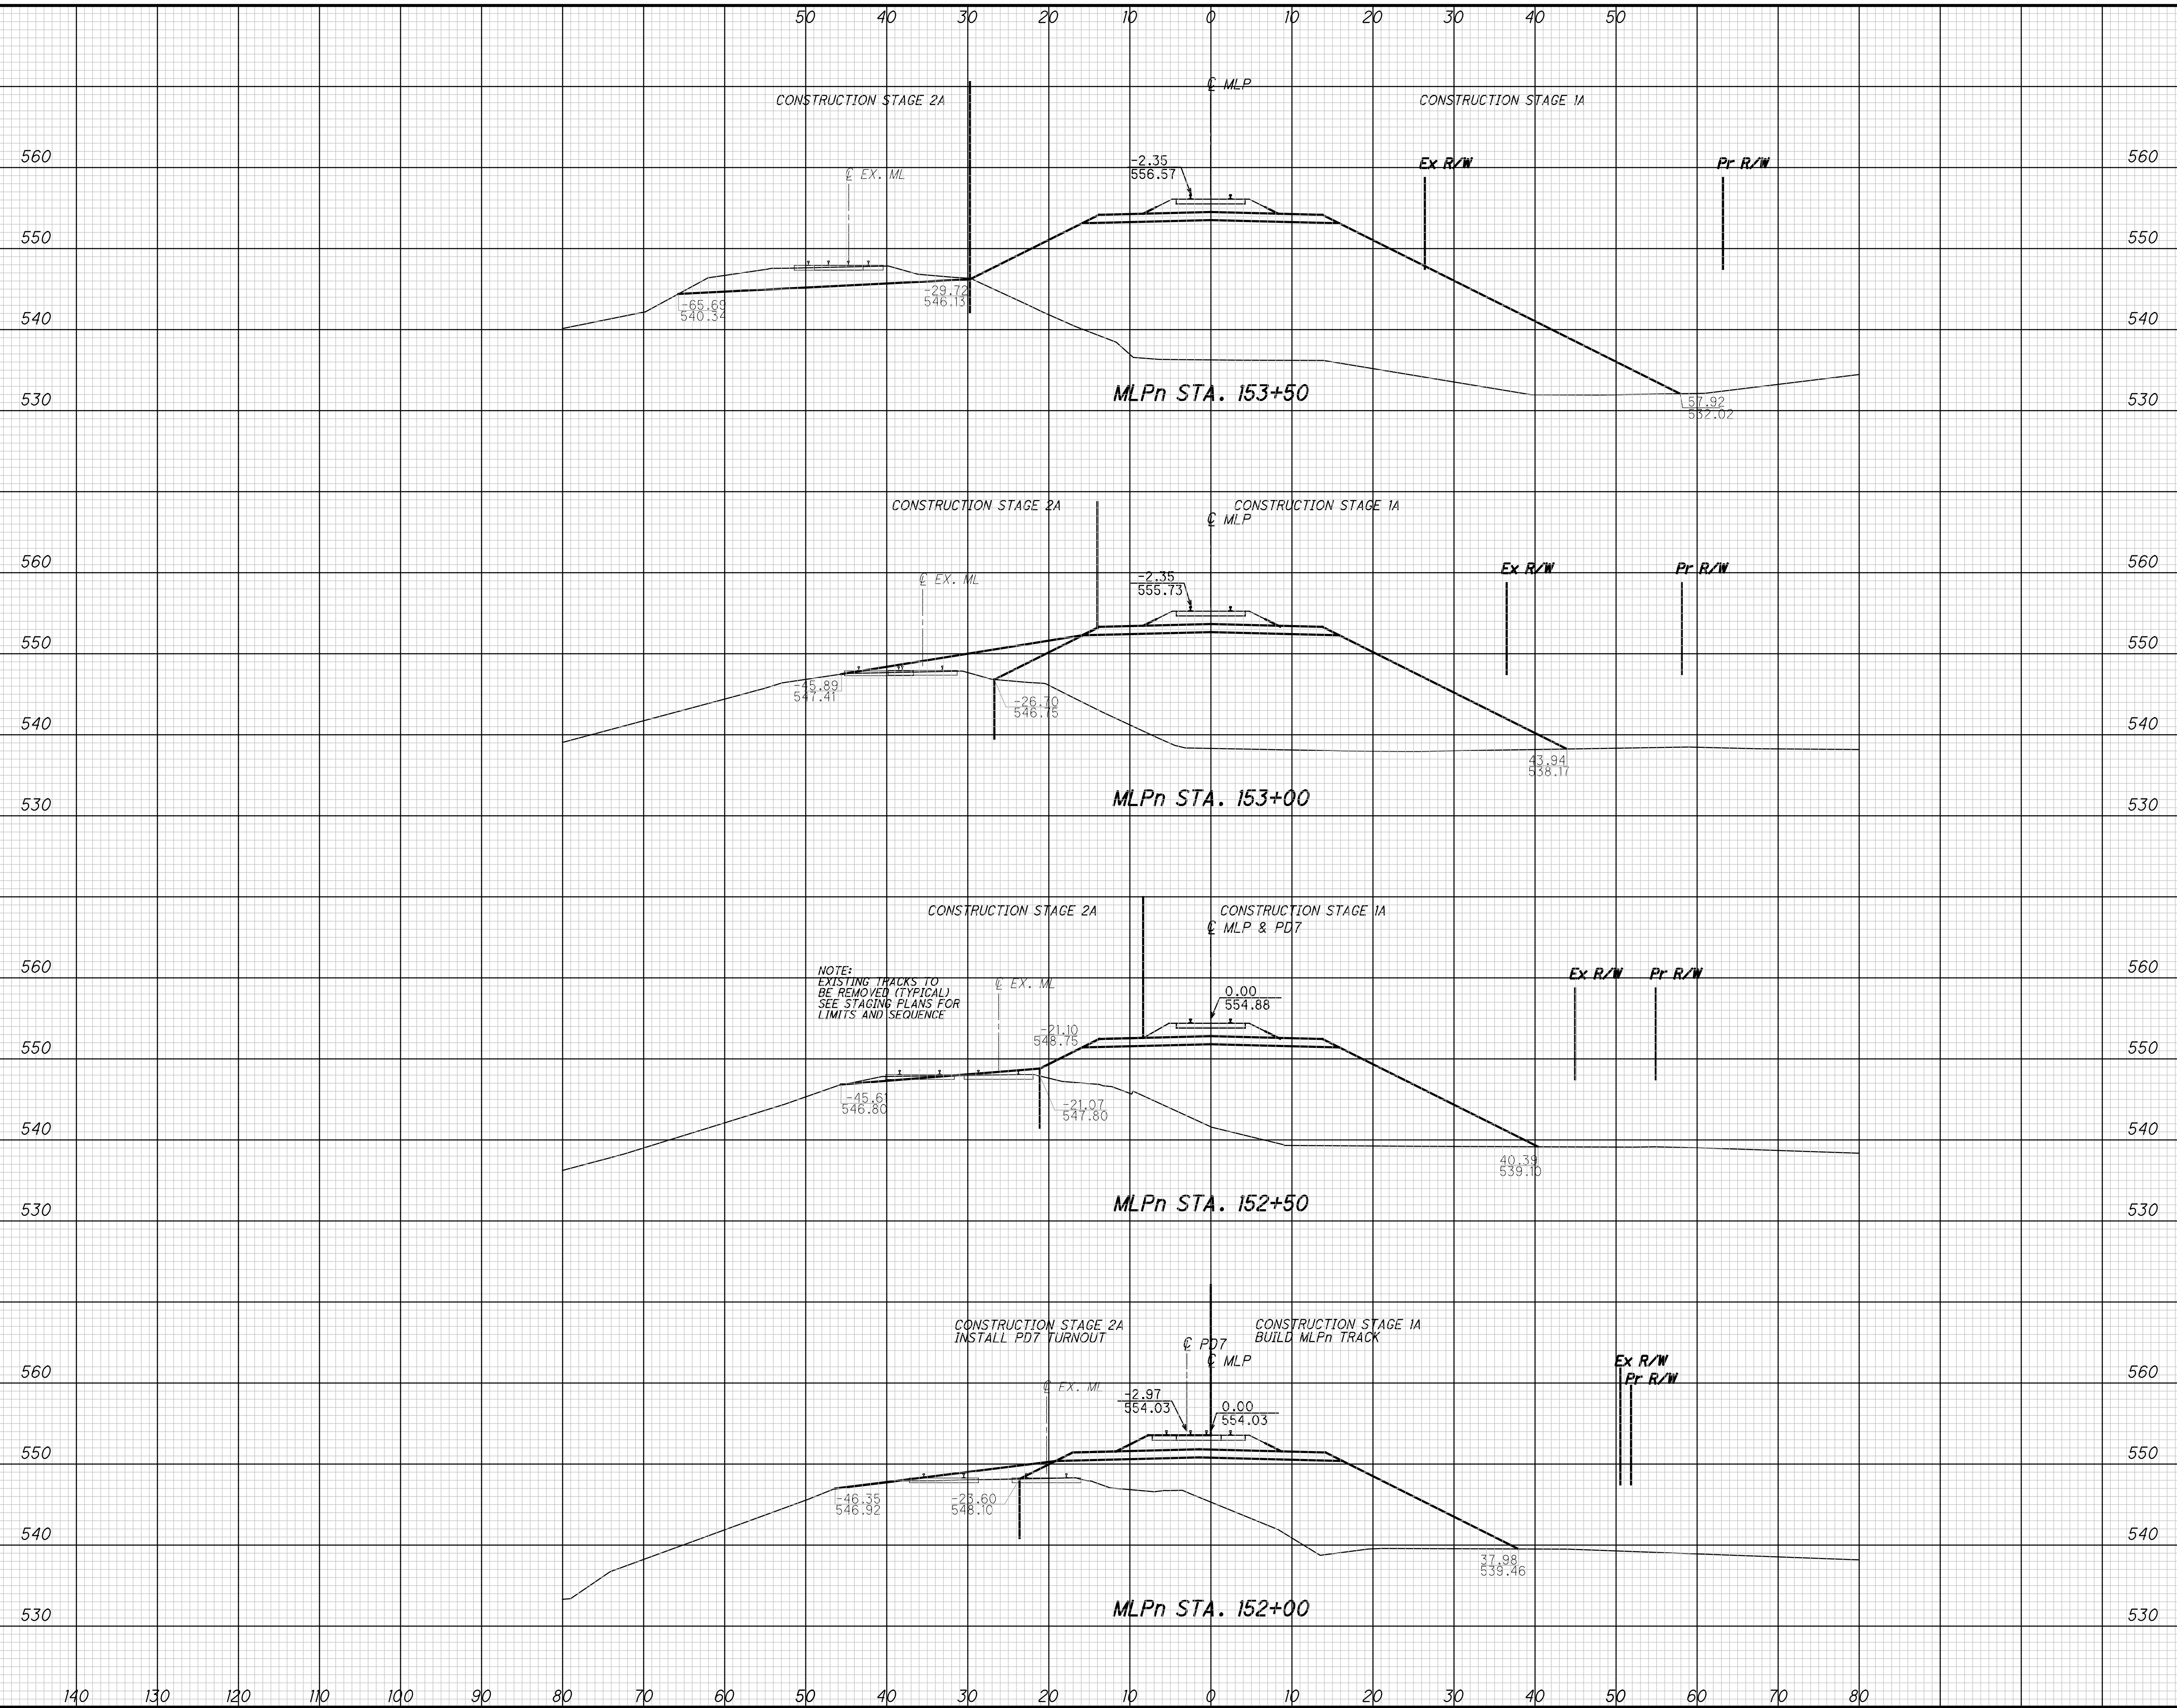 50 40 30 20 10 0 10 20 30 40 50
℄ MLP
CONSTRUCTION STAGE 2A
CONSTRUCTION STAGE 1A
560
560
Ex R/W
Pr R/W
-2.35
556.57
℄ EX. ML
550
550
-29.72
546.13
-65.69
540.34
540
540
MLPn STA. 153+50
530
530
57.92
532.02
CONSTRUCTION STAGE 2A
CONSTRUCTION STAGE 1A
℄ MLP
560
560
Ex R/W
Pr R/W
℄ EX. ML
-2.35
555.73
550
550
-45.89
547.41
-26.70
546.75
540
540
43.94
538.17
MLPn STA. 153+00
530
530
CONSTRUCTION STAGE 2A
CONSTRUCTION STAGE 1A
℄ MLP & PD7
560
560
NOTE:
EXISTING TRACKS TO
BE REMOVED (TYPICAL)
SEE STAGING PLANS FOR
LIMITS AND SEQUENCE
℄ EX. ML
Ex R/W
Pr R/W
0.00
554.88
-21.10
548.75
550
550
-45.61
546.80
-21.07
547.80
540
540
40.39
539.10
MLPn STA. 152+50
530
530
CONSTRUCTION STAGE 2A
INSTALL PD7 TURNOUT
CONSTRUCTION STAGE 1A
BUILD MLPn TRACK
℄ PD7
℄ MLP
Ex R/W
Pr R/W
560
560
℄ EX. ML
-2.97
554.03
0.00
554.03
550
550
-46.35
546.92
-23.60
548.10
540
540
37.98
539.46
MLPn STA. 152+00
530
530
140 130 120 110 100 90 80 70 60 50 40 30 20 10 0 10 20 30 40 50 60 70 80